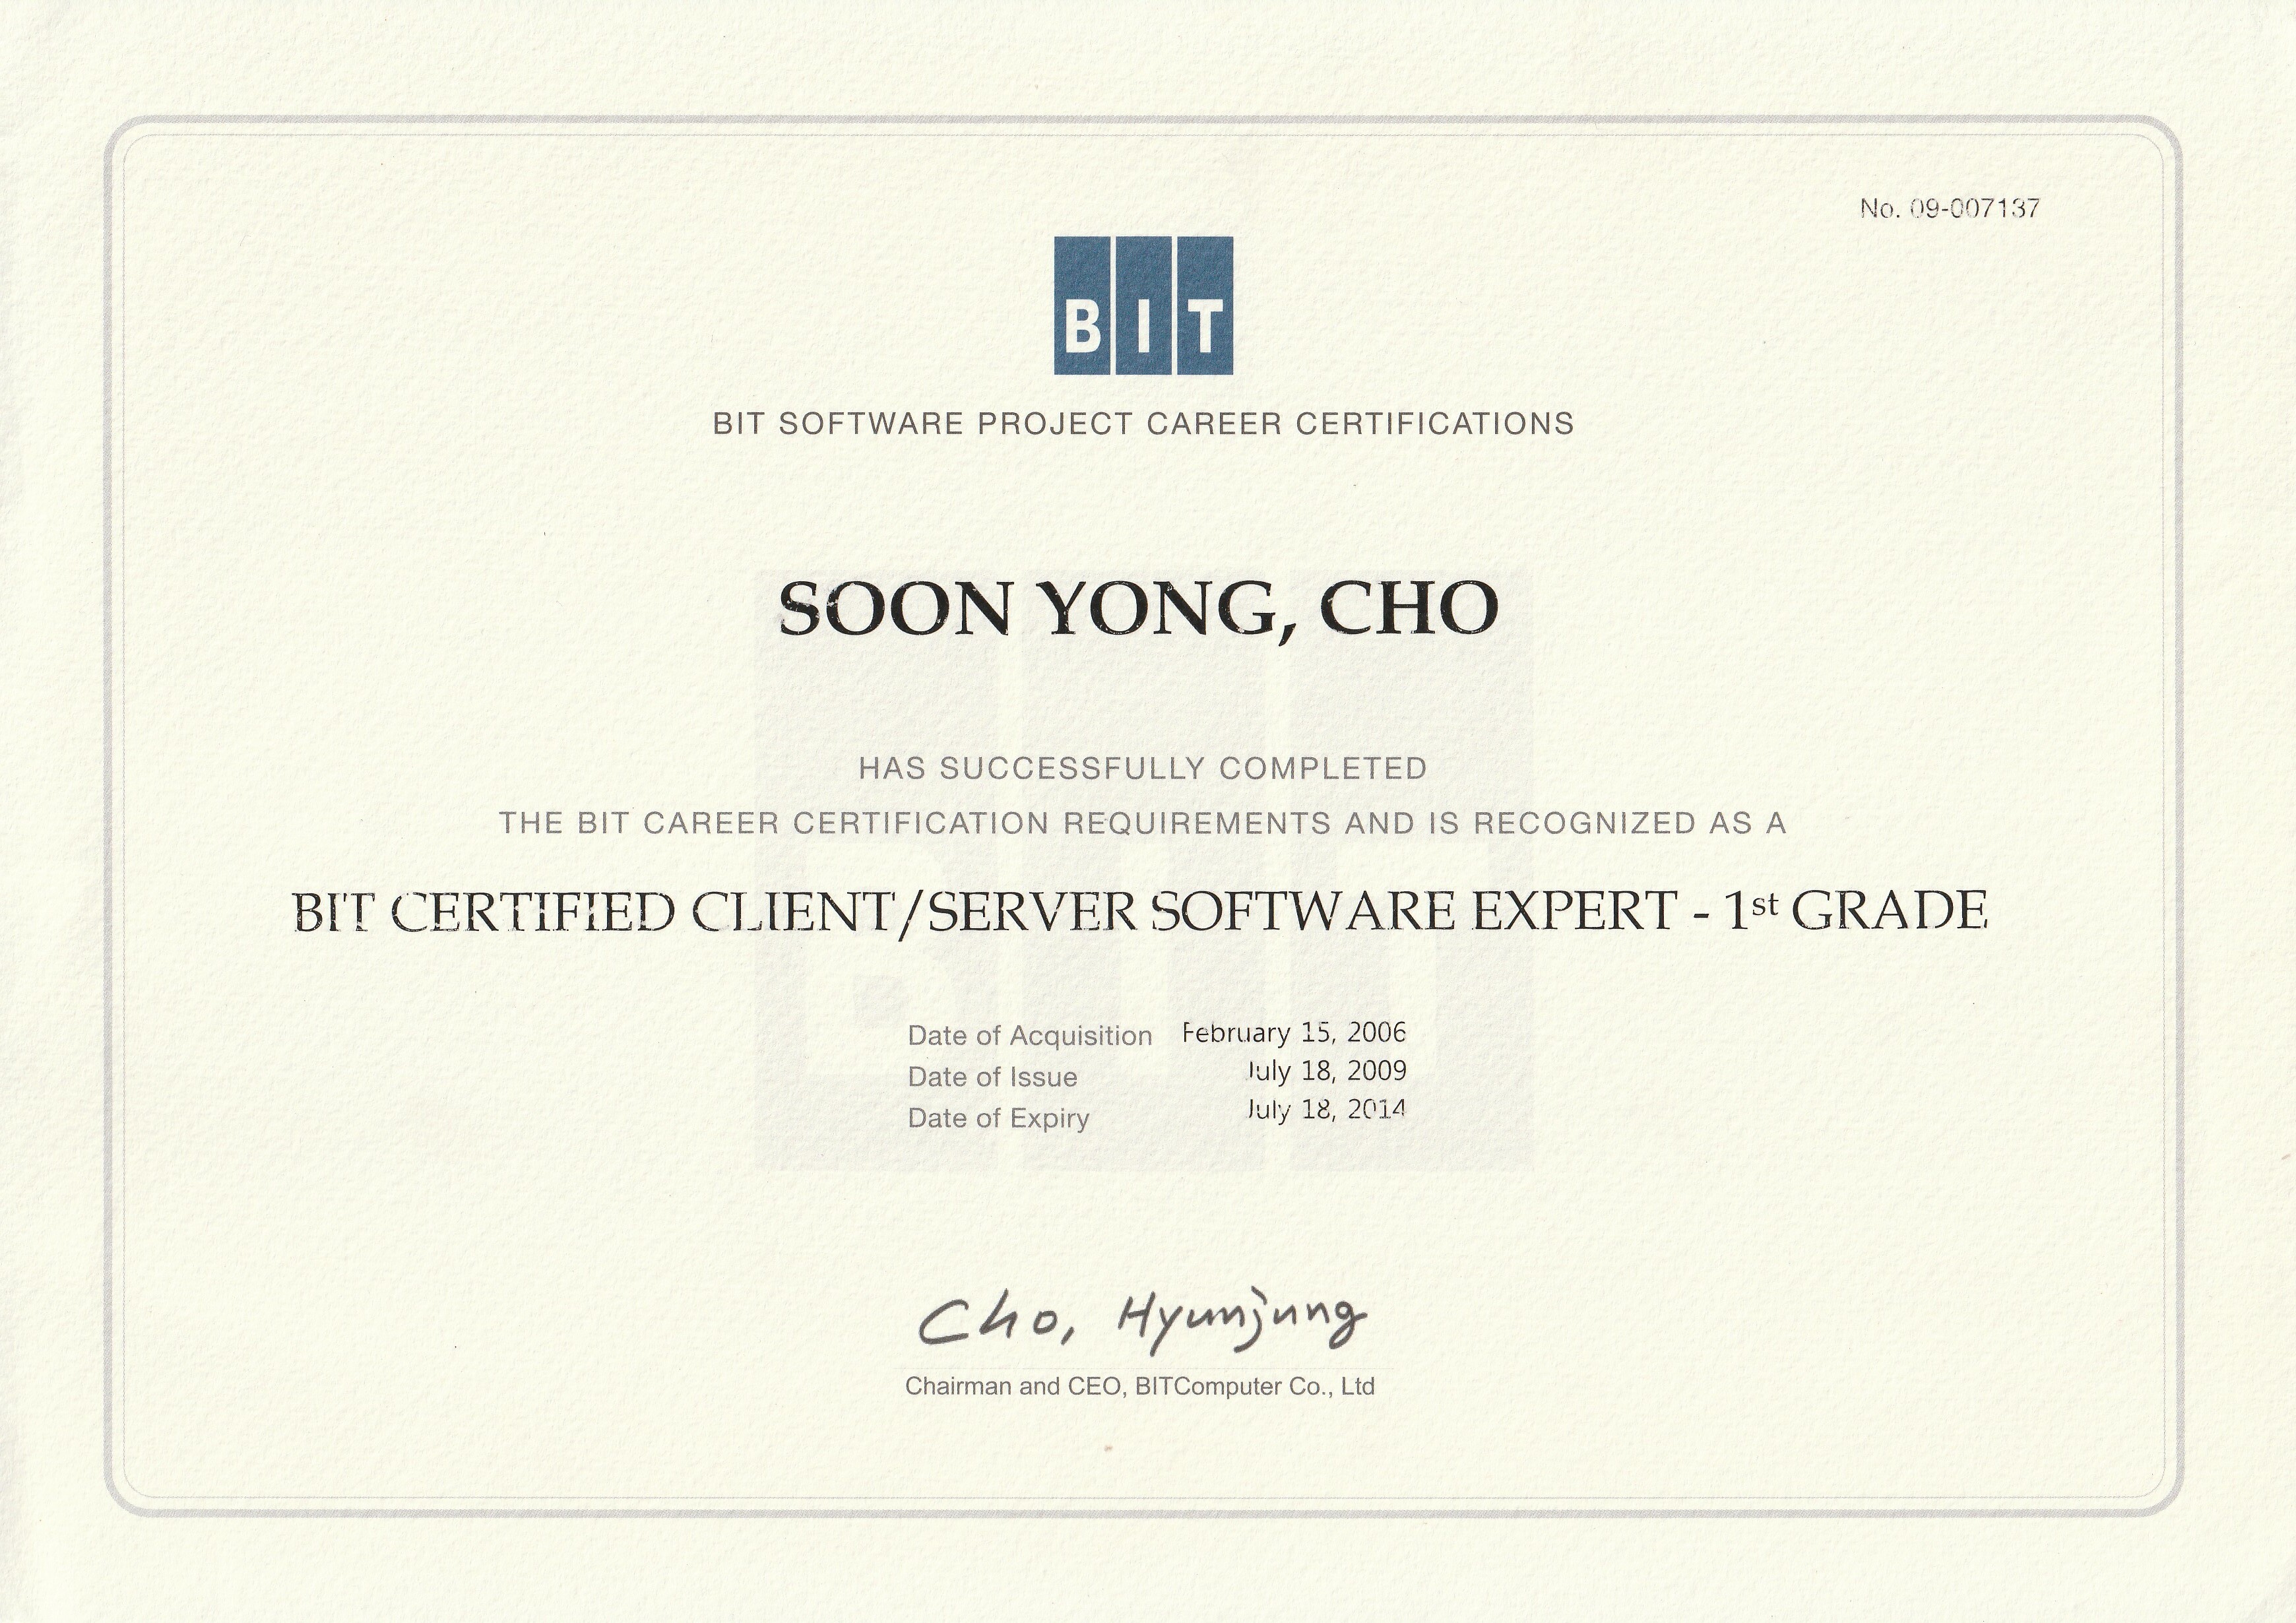 No. 09-007137
BIT
BIT SOFTWARE PROJECT CAREER CERTIFICATIONS
SOON YONG, CHO
HAS SUCCESSFULLY COMPLETED
THE BIT CAREER CERTIFICATION REQUIREMENTS AND IS RECOGNIZED AS A
BIT CERTIFIED CLIENT/SERVER SOFTWARE EXPERT - 1st GRADE
Date of Acquisition February 15, 2006
Date of Issue July 18, 2009
Date of Expiry July 18, 2014
Cho, Hyunjung
Chairman and CEO, BITComputer Co., Ltd